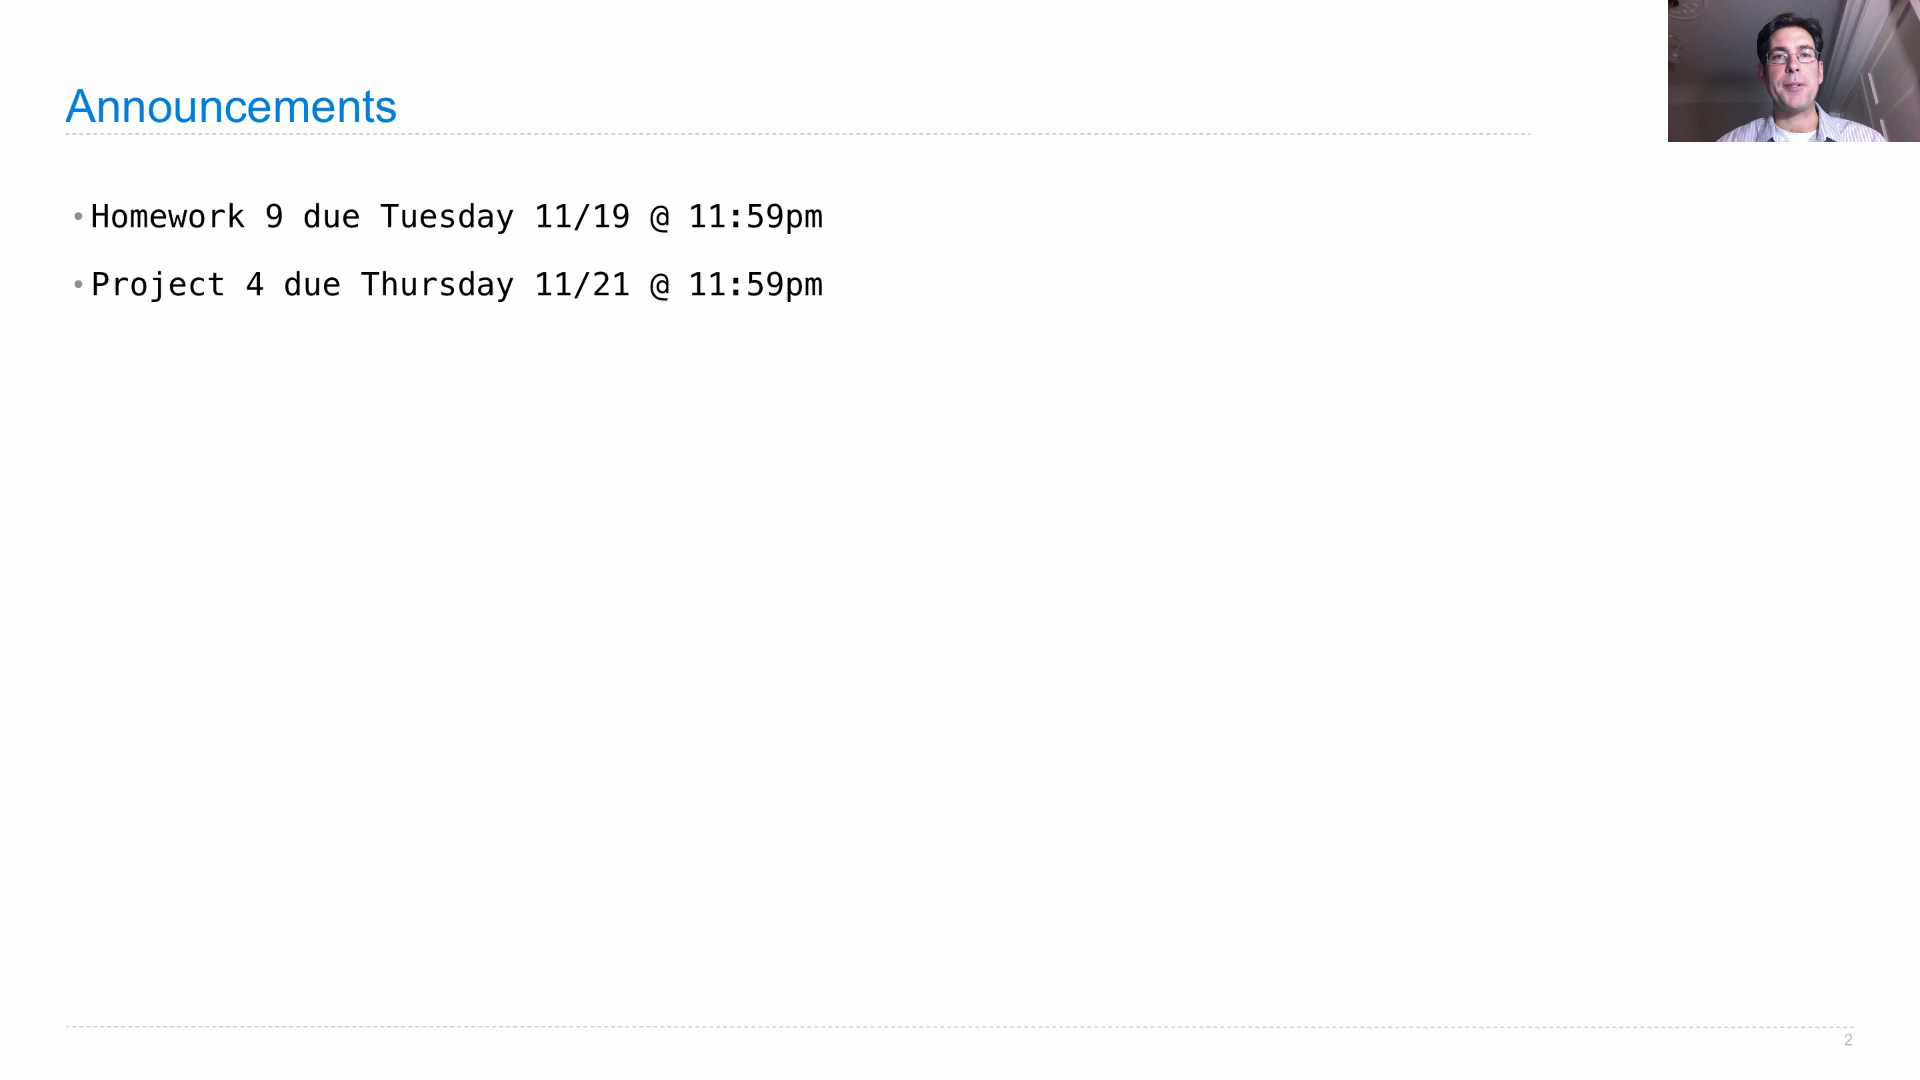 Announcements
• Homework 9 due Tuesday 11/19 @ 11:59pm
• Project 4 due Thursday 11/21 @ 11:59pm
2